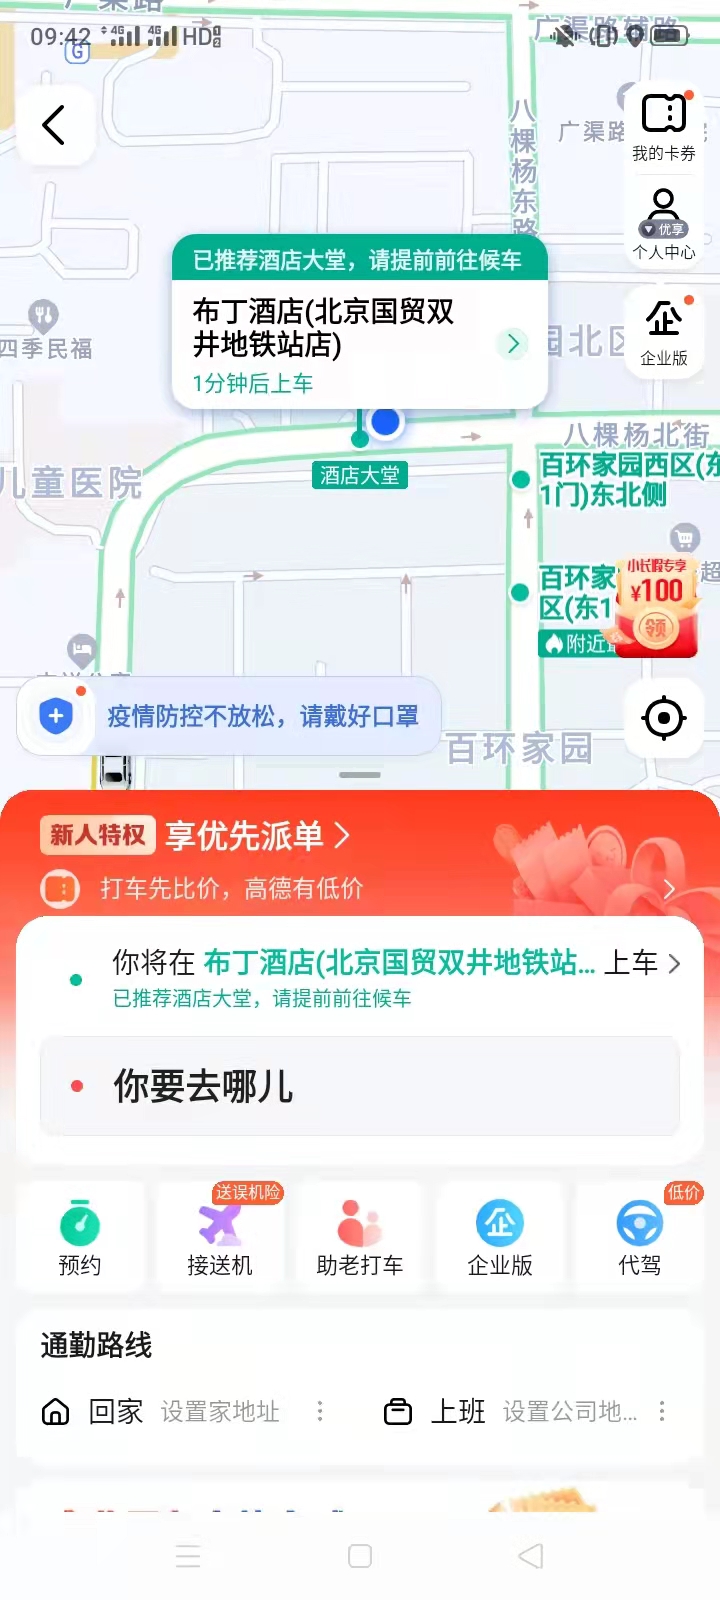 广渠路
广渠路辅路
09:42
4G
4G
HD
G
八棵杨东路
广渠路
我的卡券
优享
个人中心
已推荐酒店大堂，请提前前往候车
布丁酒店(北京国贸双
井地铁站店)
1分钟后上车
四季民福
园北区
企业版
八棵杨北街
儿童医院
酒店大堂
百环家园西区(东
1门)东北侧
百环家
区(东1
附近
超
小长假专享
¥100
领
疫情防控不放松，请戴好口罩
百环家园
新人特权
享优先派单
打车先比价，高德有低价
你将在 布丁酒店(北京国贸双井地铁站... 上车
已推荐酒店大堂，请提前前往候车
你要去哪儿
送误机险
低价
预约
接送机
助老打车
企业版
代驾
通勤路线
回家 设置家地址
上班 设置公司地...